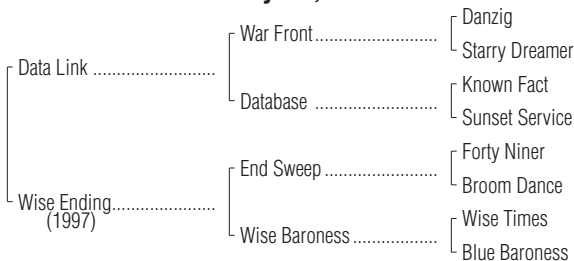 Danzig
War Front....................
Starry Dreamer
Data Link ........................
Known Fact
Database ........................
Sunset Service
Forty Niner
End Sweep ......................
Broom Dance
Wise Ending....................
(1997)
Wise Times
Wise Baroness.................
Blue Baroness